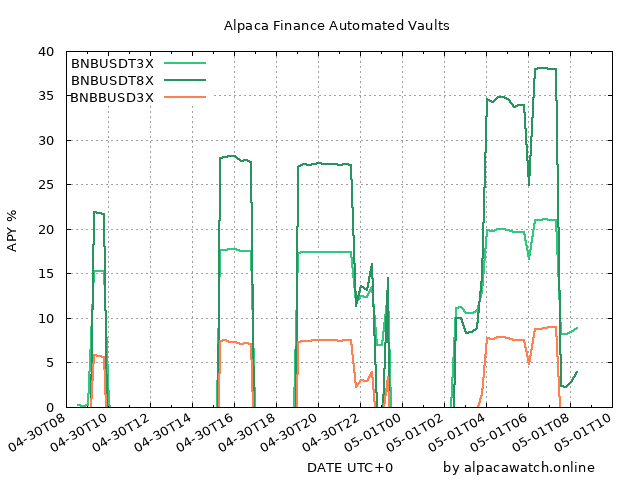 Alpaca Finance Automated Vaults
APY %
40
35
30
25
20
15
10
5
0
BNBUSDT3X
BNBUSDT8X
BNBBUSD3X
04-30T08
04-30T10
04-30T12
04-30T14
04-30T16
04-30T18
04-30T20
04-30T22
05-01T00
05-01T02
05-01T04
05-01T06
05-01T08
05-01T10
DATE UTC+0 by alpacawatch.online